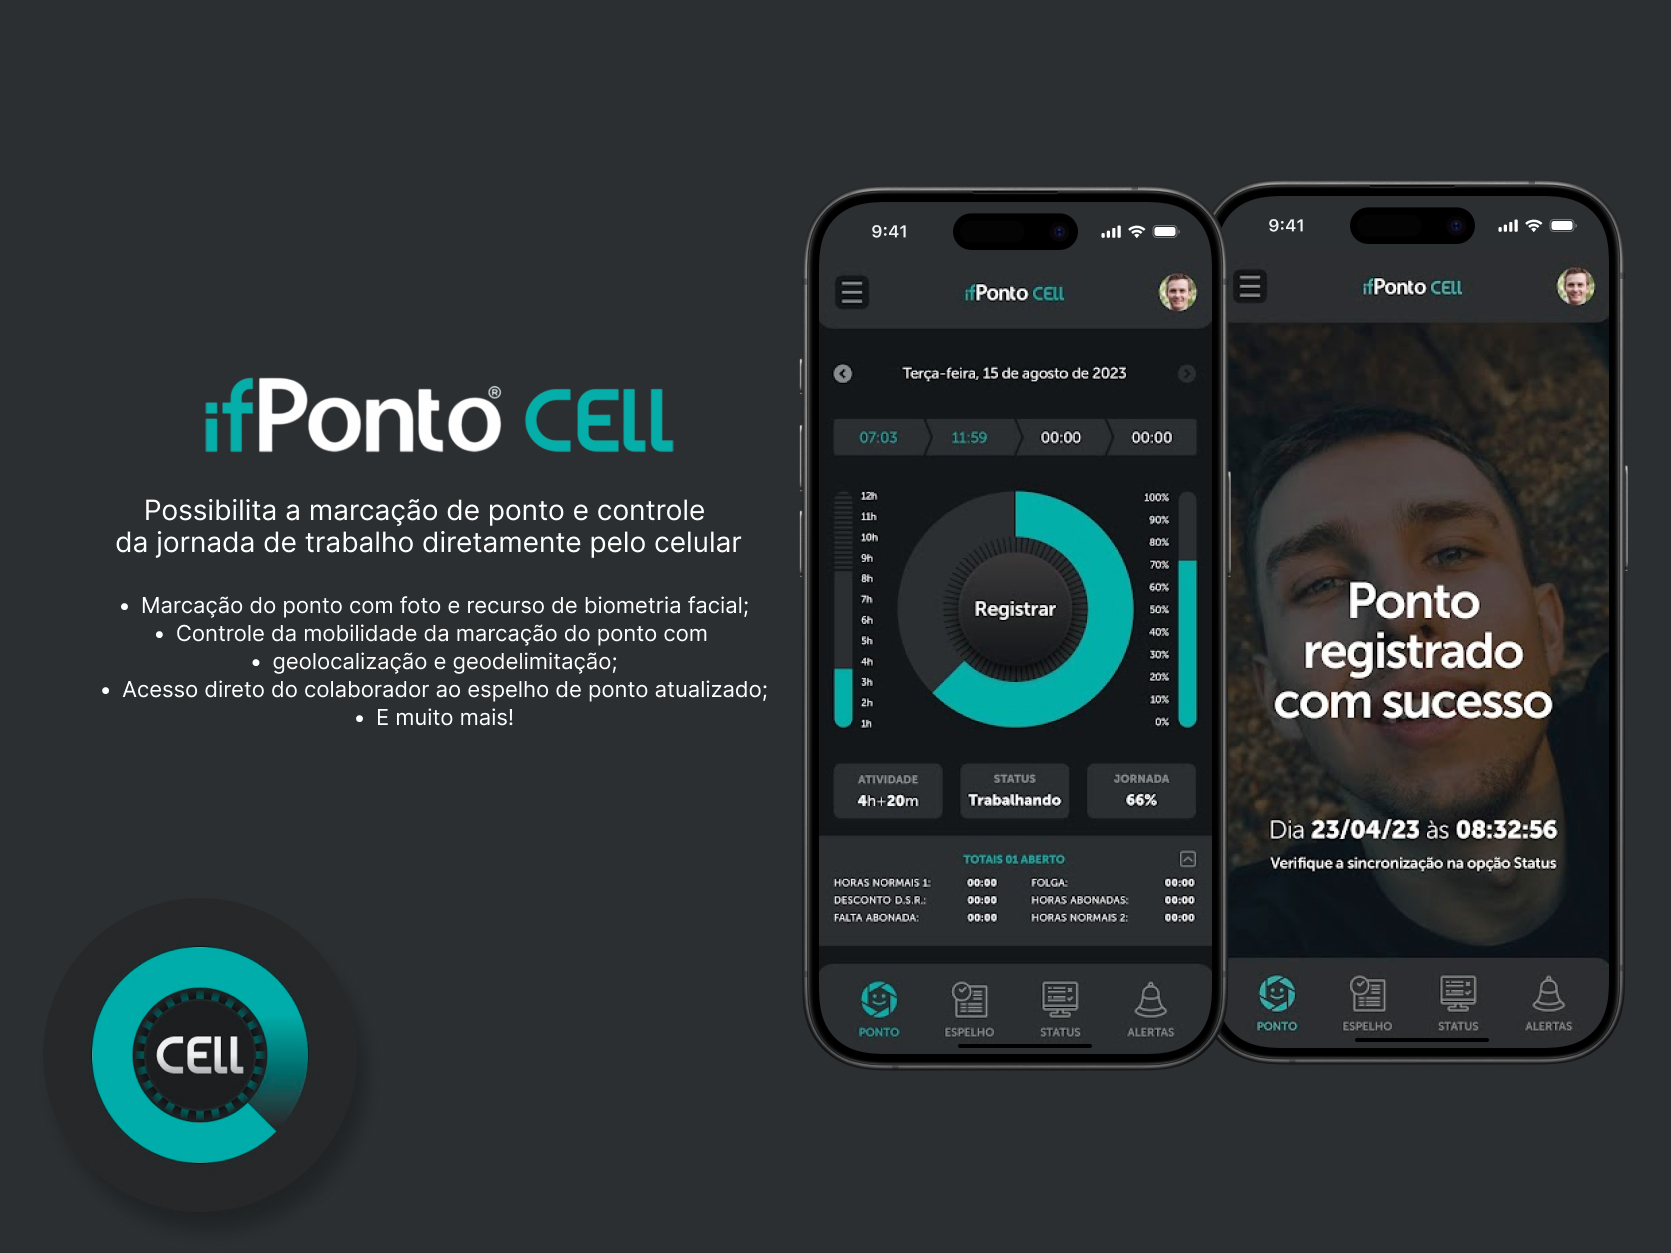 ifPonto® CELL
Possibilita a marcação de ponto e controle
da jornada de trabalho diretamente pelo celular
• Marcação do ponto com foto e recurso de biometria facial;
• Controle da mobilidade da marcação do ponto com
• geolocalização e geodelimitação;
• Acesso direto do colaborador ao espelho de ponto atualizado;
• E muito mais!
CELL
9:41
ifPonto CELL
Terça-feira, 15 de agosto de 2023
07:03 11:59 00:00 00:00
12h
11h
10h
9h
8h
7h
6h
5h
4h
3h
2h
1h
Registrar
100%
90%
80%
70%
60%
50%
40%
30%
20%
10%
0%
ATIVIDADE
4h+20m
STATUS
Trabalhando
JORNADA
66%
TOTAIS 01 ABERTO
HORAS NORMAIS 1: 00:00 FOLGA: 00:00
DESCONTO D.S.R.: 00:00 HORAS ABONADAS: 00:00
FALTA ABONADA: 00:00 HORAS NORMAIS 2: 00:00
PONTO ESPELHO STATUS ALERTAS
9:41
ifPonto CELL
Ponto
registrado
com sucesso
Dia 23/04/23 às 08:32:56
Verifique a sincronização na opção Status
PONTO ESPELHO STATUS ALERTAS